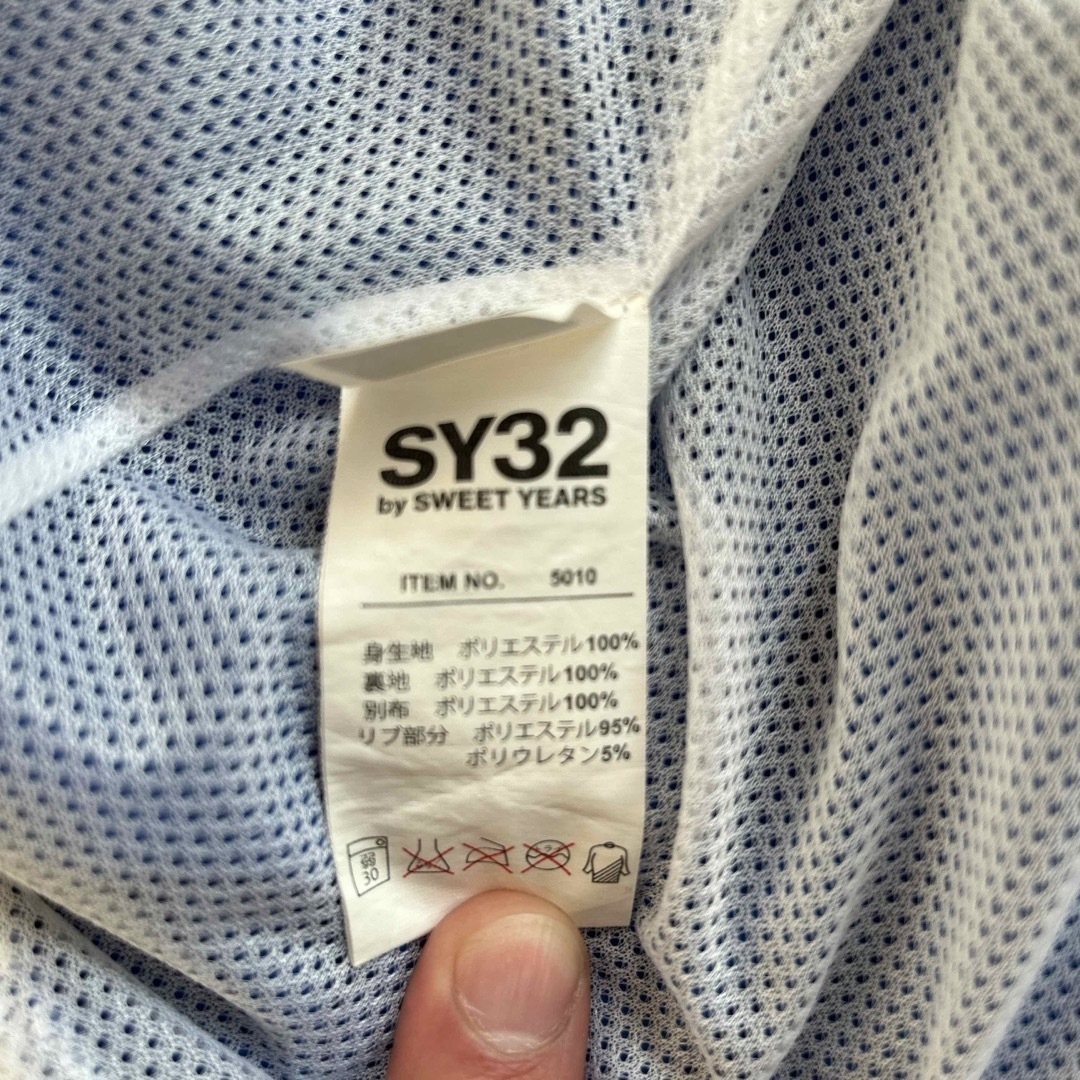 SY32
by SWEET YEARS
ITEM NO. 5010
身生地 ポリエステル100%
裏地 ポリエステル100%
別布 ポリエステル100%
リブ部分 ポリエステル95%
ポリウレタン5%
弱
30